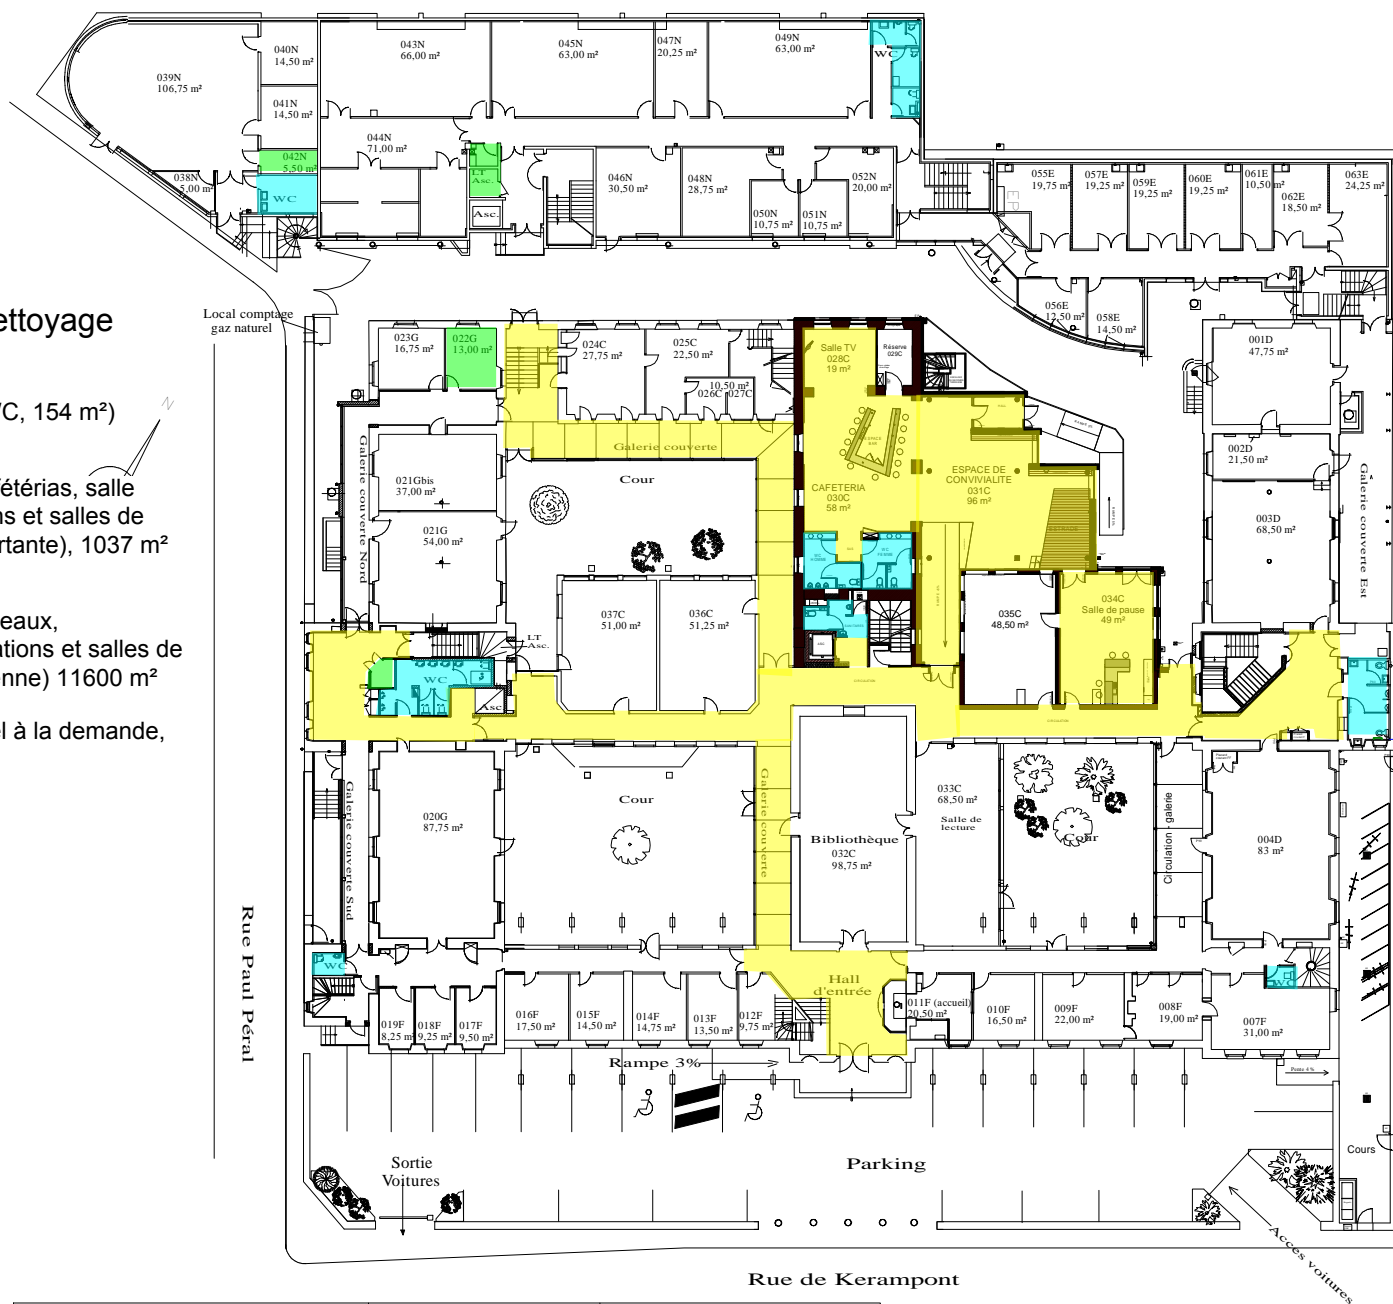 039N
106,75 m²
040N
14,50 m²
041N
14,50 m²
042N
5,50 m²
038N
5,00 m²
WC
043N
66,00 m²
044N
71,00 m²
045N
63,00 m²
047N
20,25 m²
049N
63,00 m²
WC
LT
Asc.
Asc.
046N
30,50 m²
048N
28,75 m²
050N
10,75 m²
051N
10,75 m²
052N
20,00 m²
055E
19,75 m²
057E
19,25 m²
059E
19,25 m²
060E
19,25 m²
061E
10,50 m²
062E
18,50 m²
063E
24,25 m²
056E
12,50 m²
058E
14,50 m²
ettoyage
Local comptage
gaz naturel
VC, 154 m²)
N
fétérias, salle
ns et salles de
rtante), 1037 m²
eaux,
ations et salles de
enne) 11600 m²
el à la demande,
023G
16,75 m²
022G
13,00 m²
024C
27,75 m²
025C
22,50 m²
10,50 m²
026C
027C
Salle TV
028C
19 m²
Réserve
029C
Galerie couverte
Galerie couverte Nord
021Gbis
37,00 m²
021G
54,00 m²
Cour
ESPACE
BAR
CAFETERIA
030C
58 m²
ESPACE DE
CONVIVIALITE
031C
96 m²
WC
HOMME
WC
FEMME
037C
51,00 m²
036C
51,25 m²
035C
48,50 m²
034C
Salle de pause
49 m²
001D
47,75 m²
002D
21,50 m²
003D
68,50 m²
Galerie couverte Est
LT
Asc.
WC
Asc.
CIRCULATION
CIRCULATION
020G
87,75 m²
Galerie couverte Sud
Cour
Galerie couverte
Bibliothèque
032C
98,75 m²
033C
68,50 m²
Salle de
lecture
Cour
Circulation - galerie
004D
83 m²
WC
019F
8,25 m²
018F
9,25 m²
017F
9,50 m²
016F
17,50 m²
015F
14,50 m²
014F
14,75 m²
013F
13,50 m²
012F
9,75 m²
Hall
d'entrée
011F (accueil)
20,50 m²
010F
16,50 m²
009F
22,00 m²
008F
19,00 m²
007F
31,00 m²
WC
Rampe 3%
Pente 4%
Rue Paul Péral
Sortie
Voitures
Parking
Cours
Accès voitures
Rue de Kerampont